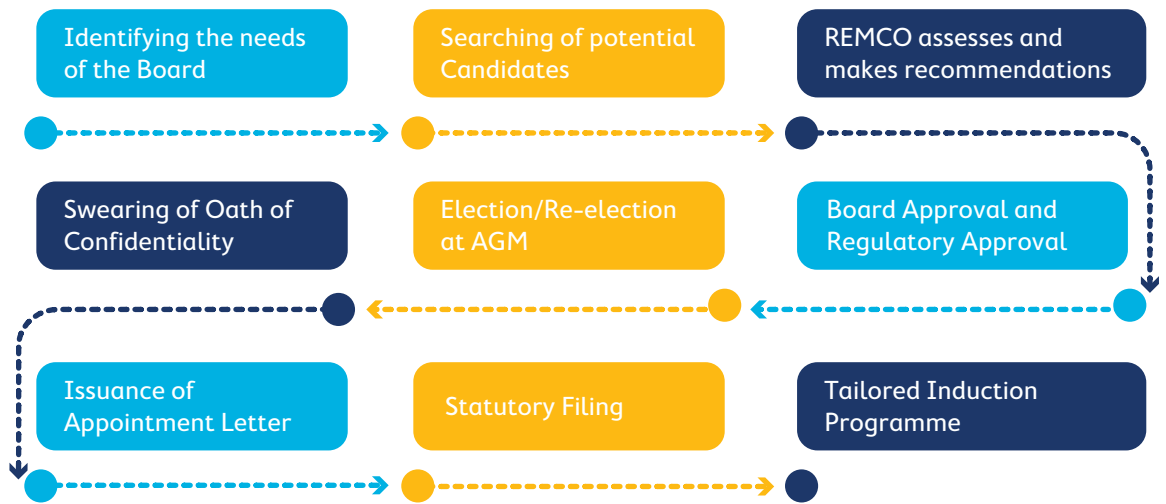 Identifying the needs
of the Board
Searching of potential
Candidates
REMCO assesses and
makes recommendations
Swearing of Oath of
Confidentiality
Election/Re-election
at AGM
Board Approval and
Regulatory Approval
Issuance of
Appointment Letter
Statutory Filing
Tailored Induction
Programme